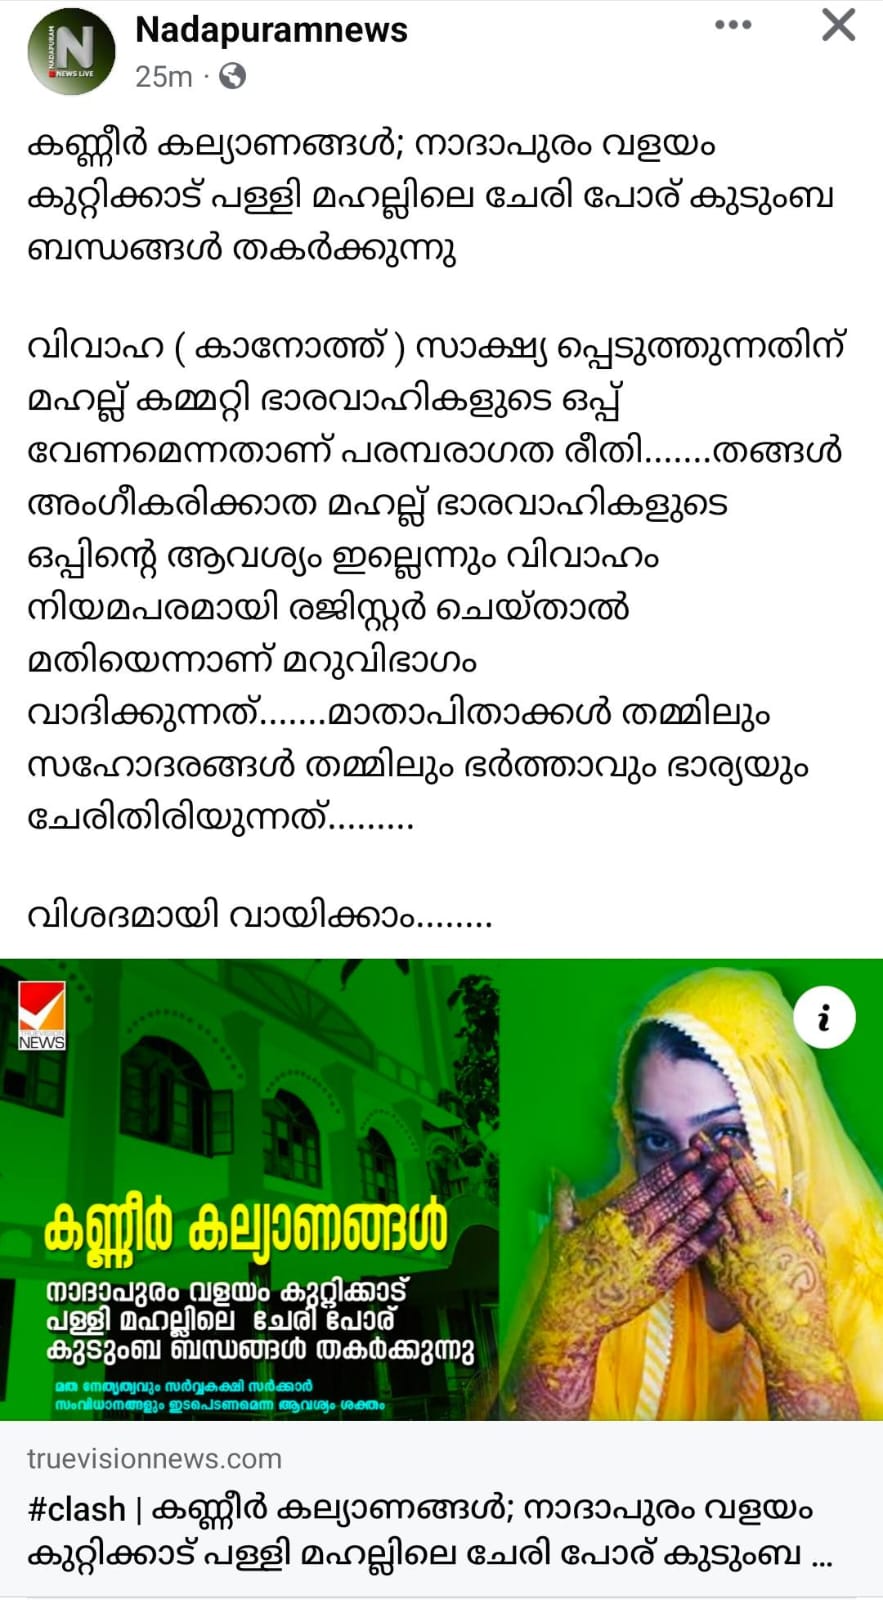 Nadapuramnews
25m ·
കണ്ണീർ കല്യാണങ്ങൾ; നാദാപുരം വളയം
കുറ്റിക്കാട് പള്ളി മഹല്ലിലെ ചേരി പോര് കുടുംബ
ബന്ധങ്ങൾ തകർക്കുന്നു
വിവാഹ ( കാനോത്ത് ) സാക്ഷ്യ പ്പെടുത്തുന്നതിന്
മഹല്ല് കമ്മറ്റി ഭാരവാഹികളുടെ ഒപ്പ്
വേണമെന്നതാണ് പരമ്പരാഗത രീതി.......തങ്ങൾ
അംഗീകരിക്കാത മഹല്ല് ഭാരവാഹികളുടെ
ഒപ്പിന്റെ ആവശ്യം ഇല്ലെന്നും വിവാഹം
നിയമപരമായി രജിസ്റ്റർ ചെയ്താൽ
മതിയെന്നാണ് മറുവിഭാഗം
വാദിക്കുന്നത്.......മാതാപിതാക്കൾ തമ്മിലും
സഹോദരങ്ങൾ തമ്മിലും ഭർത്താവും ഭാര്യയും
ചേരിതിരിയുന്നത്.........
വിശദമായി വായിക്കാം........
NEWS
കണ്ണീർ കല്യാണങ്ങൾ
നാദാപുരം വളയം കുറ്റിക്കാട്
പള്ളി മഹല്ലിലെ ചേരി പോര്
കുടുംബ ബന്ധങ്ങൾ തകർക്കുന്നു
മത നേതൃത്വവും സർവ്വകക്ഷി സർക്കാർ
സംവിധാനങ്ങളും ഇടപെടണമെന്ന ആവശ്യം ശക്തം
truevisionnews.com
#clash | കണ്ണീർ കല്യാണങ്ങൾ; നാദാപുരം വളയം
കുറ്റിക്കാട് പള്ളി മഹല്ലിലെ ചേരി പോര് കുടുംബ ...